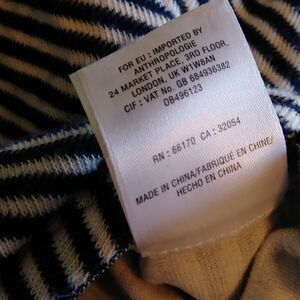 FOR EU : IMPORTED BY
ANTHROPOLOGIE
24 MARKET PLACE, 3RD FLOOR,
LONDON, UK W1W8AN
CIF : VAT No. GB 684936382
OB496123
RN : 66170 CA : 32054
MADE IN CHINA/FABRIQUÉ EN CHINE/
HECHO EN CHINA